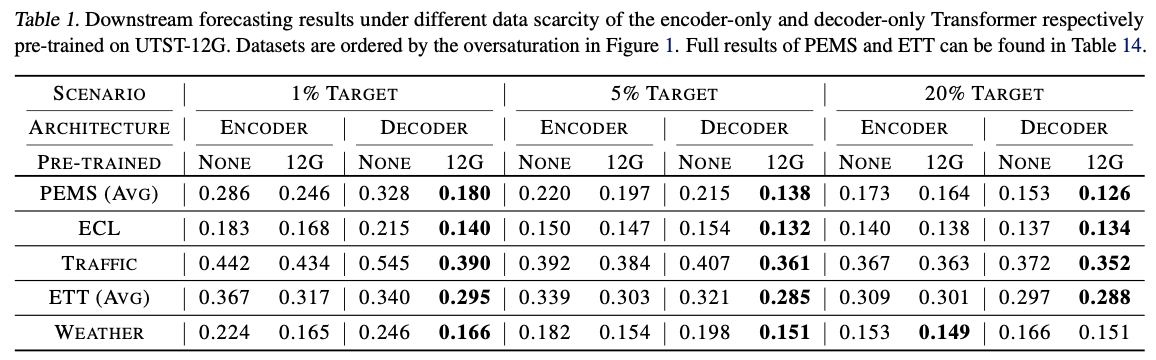 Table 1. Downstream forecasting results under different data scarcity of the encoder-only and decoder-only Transformer respectively
pre-trained on UTST-12G. Datasets are ordered by the oversaturation in Figure 1. Full results of PEMS and ETT can be found in Table 14.
SCENARIO 1% TARGET 5% TARGET 20% TARGET
ARCHITECTURE ENCODER DECODER ENCODER DECODER ENCODER DECODER
PRE-TRAINED NONE 12G NONE 12G NONE 12G NONE 12G NONE 12G NONE 12G
PEMS (AVG) 0.286 0.246 0.328 0.180 0.220 0.197 0.215 0.138 0.173 0.164 0.153 0.126
ECL 0.183 0.168 0.215 0.140 0.150 0.147 0.154 0.132 0.140 0.138 0.137 0.134
TRAFFIC 0.442 0.434 0.545 0.390 0.392 0.384 0.407 0.361 0.367 0.363 0.372 0.352
ETT (AVG) 0.367 0.317 0.340 0.295 0.339 0.303 0.321 0.285 0.309 0.301 0.297 0.288
WEATHER 0.224 0.165 0.246 0.166 0.182 0.154 0.198 0.151 0.153 0.149 0.166 0.151